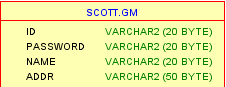 SCOTT.GM
ID VARCHAR2 (20 BYTE)
PASSWORD VARCHAR2 (20 BYTE)
NAME VARCHAR2 (20 BYTE)
ADDR VARCHAR2 (50 BYTE)